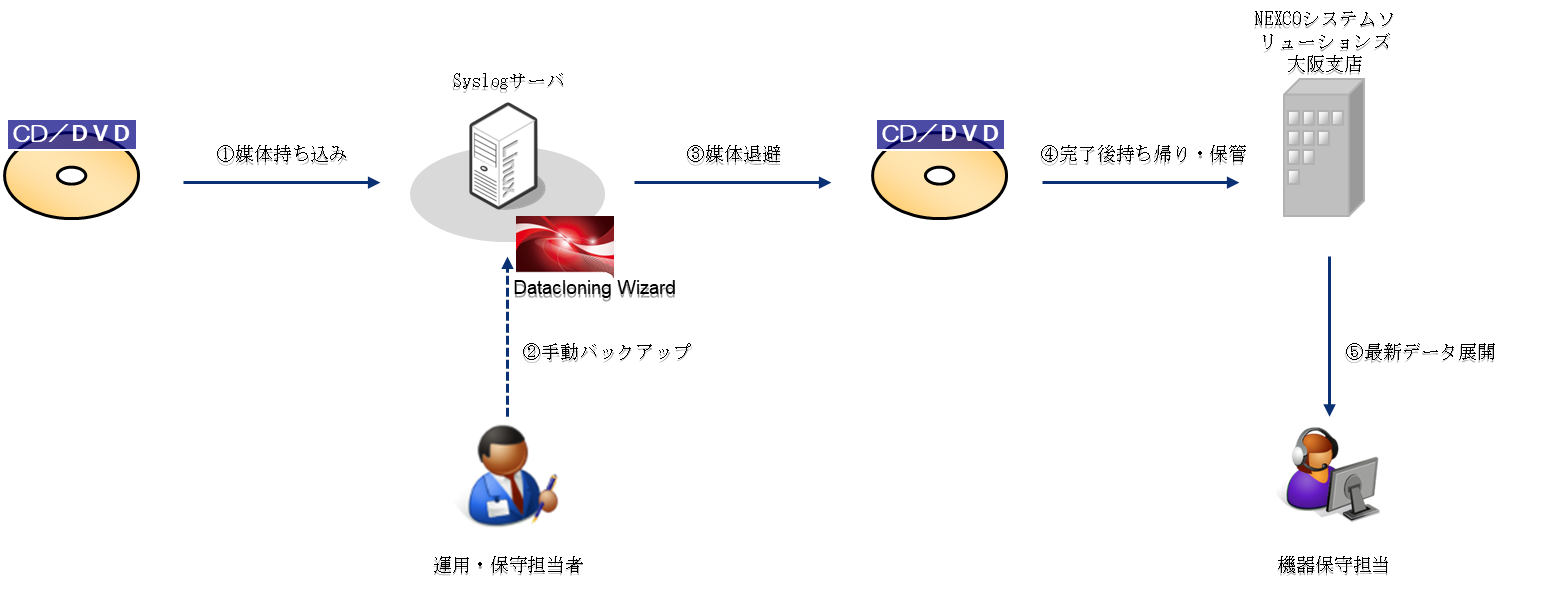 NEXCOシステムソ
リューションズ
大阪支店
Syslogサーバ
CD／ＤＶＤ
①媒体持ち込み
Linux
③媒体退避
CD／ＤＶＤ
④完了後持ち帰り・保管
Datacloning Wizard
②手動バックアップ
⑤最新データ展開
運用・保守担当者
機器保守担当